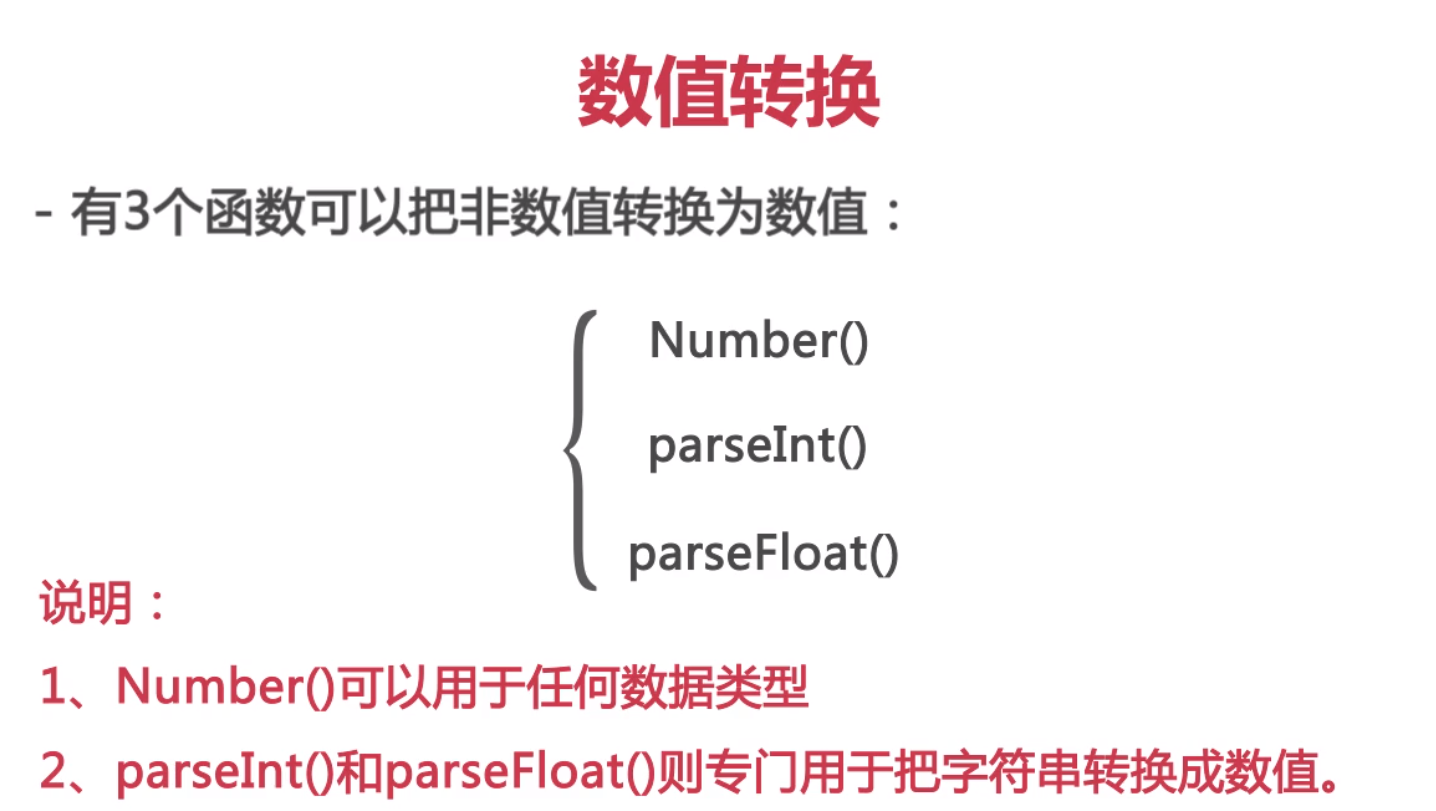 数值转换
- 有3个函数可以把非数值转换为数值：
Number()
parseInt()
parseFloat()
说明：
1、Number()可以用于任何数据类型
2、parseInt()和parseFloat()则专门用于把字符串转换成数值。